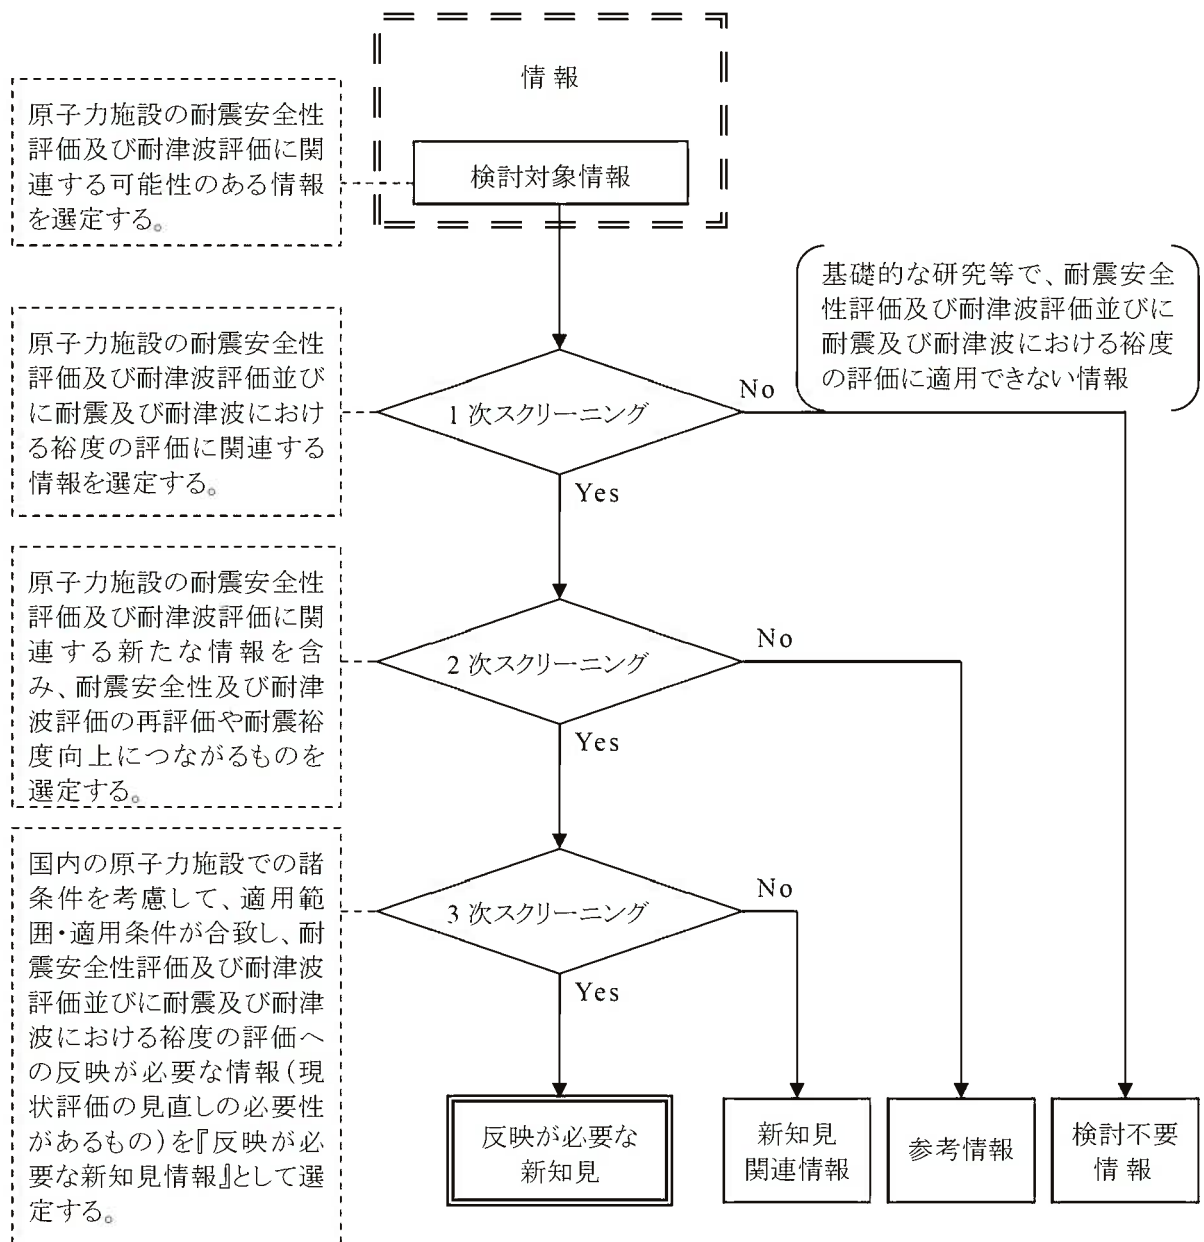 情報
原子力施設の耐震安全性
評価及び耐津波評価に関
連する可能性のある情報
を選定する。
検討対象情報
基礎的な研究等で、耐震安全
性評価及び耐津波評価並びに
耐震及び耐津波における裕度
の評価に適用できない情報
原子力施設の耐震安全性
評価及び耐津波評価並び
に耐震及び耐津波におけ
る裕度の評価に関連する
情報を選定する。
1次スクリーニング
No
Yes
原子力施設の耐震安全性
評価及び耐津波評価に関
連する新たな情報を含
み、耐震安全性及び耐津
波評価の再評価や耐震裕
度向上につながるものを
選定する。
2次スクリーニング
No
Yes
国内の原子力施設での諸
条件を考慮して、適用範
囲・適用条件が合致し、耐
震安全性評価及び耐津波
評価並びに耐震及び耐津
波における裕度の評価へ
の反映が必要な情報(現
状評価の見直しの必要性
があるもの)を『反映が必
要な新知見情報』として選
定する。
3次スクリーニング
No
Yes
反映が必要な
新知見
新知見
関連情報
参考情報
検討不要
情報